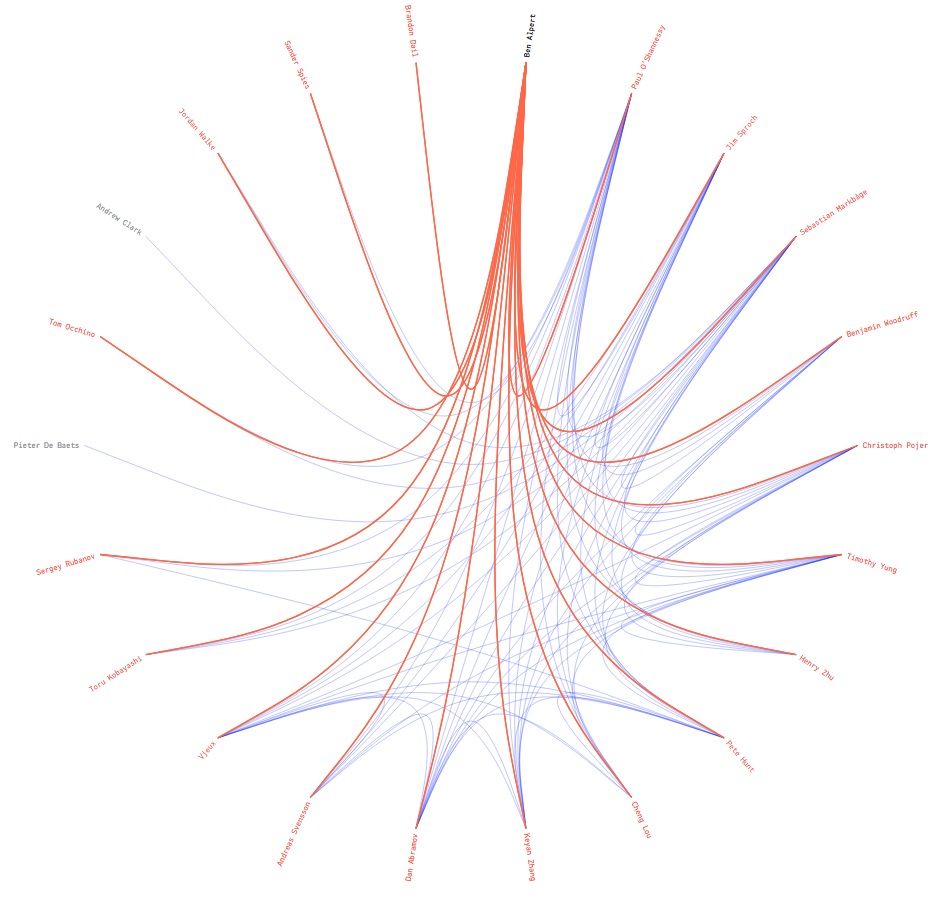 Ben Alpert
Paul O'Shannessy
Jim Sproch
Sebastian Markbåge
Benjamin Woodruff
Christoph Pojer
Timothy Yung
Henry Zhu
Pete Hunt
Cheng Lou
Keyan Zhang
Dan Abramov
Andreas Svensson
Vjeux
Toru Kobayashi
Sergey Rubanov
Pieter De Baets
Tom Occhino
Andrew Clark
Jordan Walke
Sander Spies
Brandon Dail